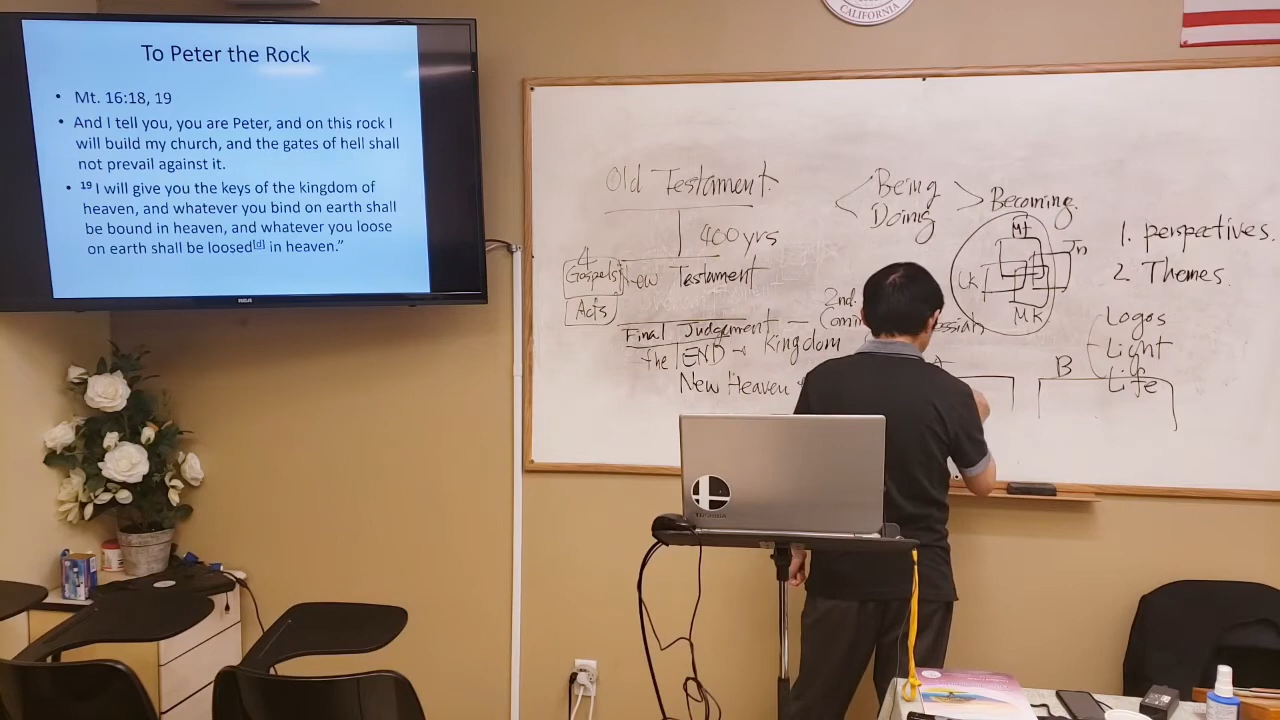 To Peter the Rock
• Mt. 16:18, 19
• And I tell you, you are Peter, and on this rock I
will build my church, and the gates of hell shall
not prevail against it.
• 19 I will give you the keys of the kingdom of
heaven, and whatever you bind on earth shall
be bound in heaven, and whatever you loose
on earth shall be loosed[d] in heaven.”
RCA
CALIFORNIA
Old Testament.
400 yrs
4
Gospels
New Testament
Acts
Final Judgement —
2nd.
the END → Kingdom
New Heaven
Being
Doing
Becoming.
Mt
Jn
Lk
MK
1. perspectives.
2. Themes.
Logos
Light
Life
A
B
TOSHIBA